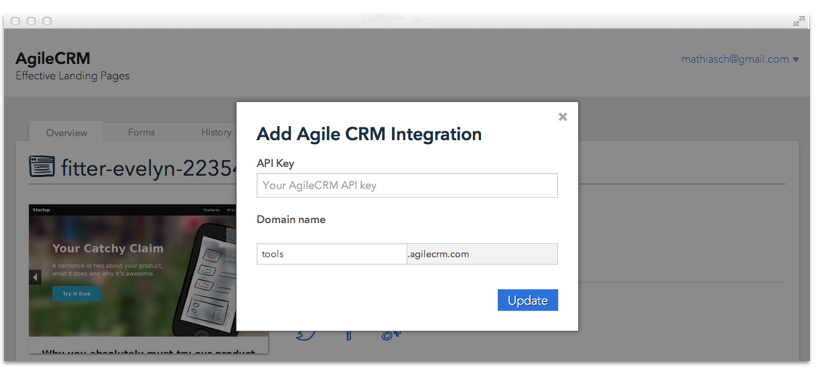 AgileCRM
Effective Landing Pages
mathiasch@gmail.com
Overview
Forms
History
fitter-evelyn-22354
Startup
Features
Your Catchy Claim
A sentence or two about your product,
what it does and why it's awesome.
Try it free
Why you absolutely must try our product
Add Agile CRM Integration
API Key
Your AgileCRM API key
Domain name
tools .agilecrm.com
Update